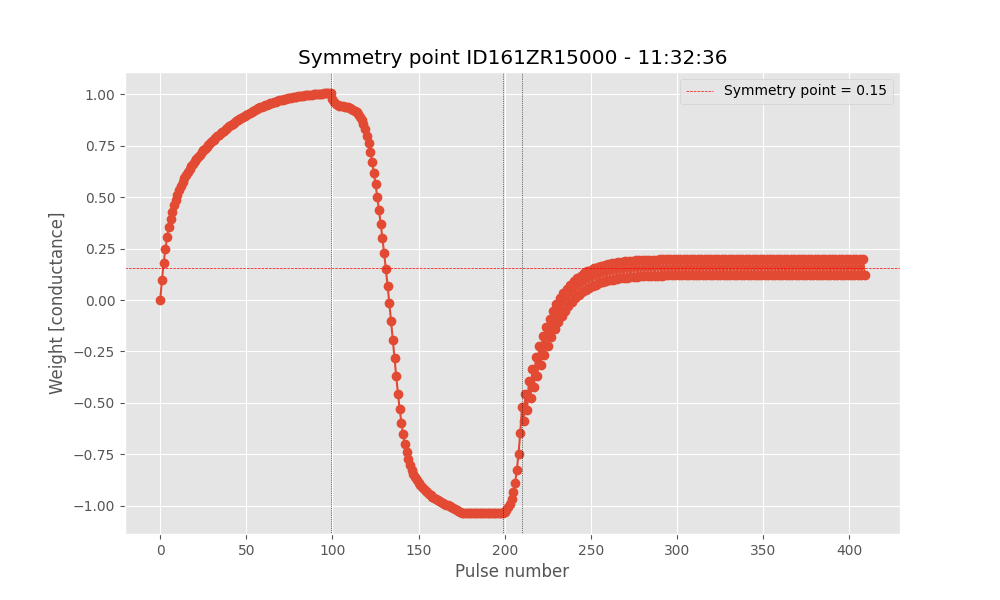 Symmetry point ID161ZR15000 - 11:32:36
Symmetry point = 0.15
1.00
0.75
0.50
0.25
0.00
−0.25
−0.50
−0.75
−1.00
Weight [conductance]
0 50 100 150 200 250 300 350 400
Pulse number